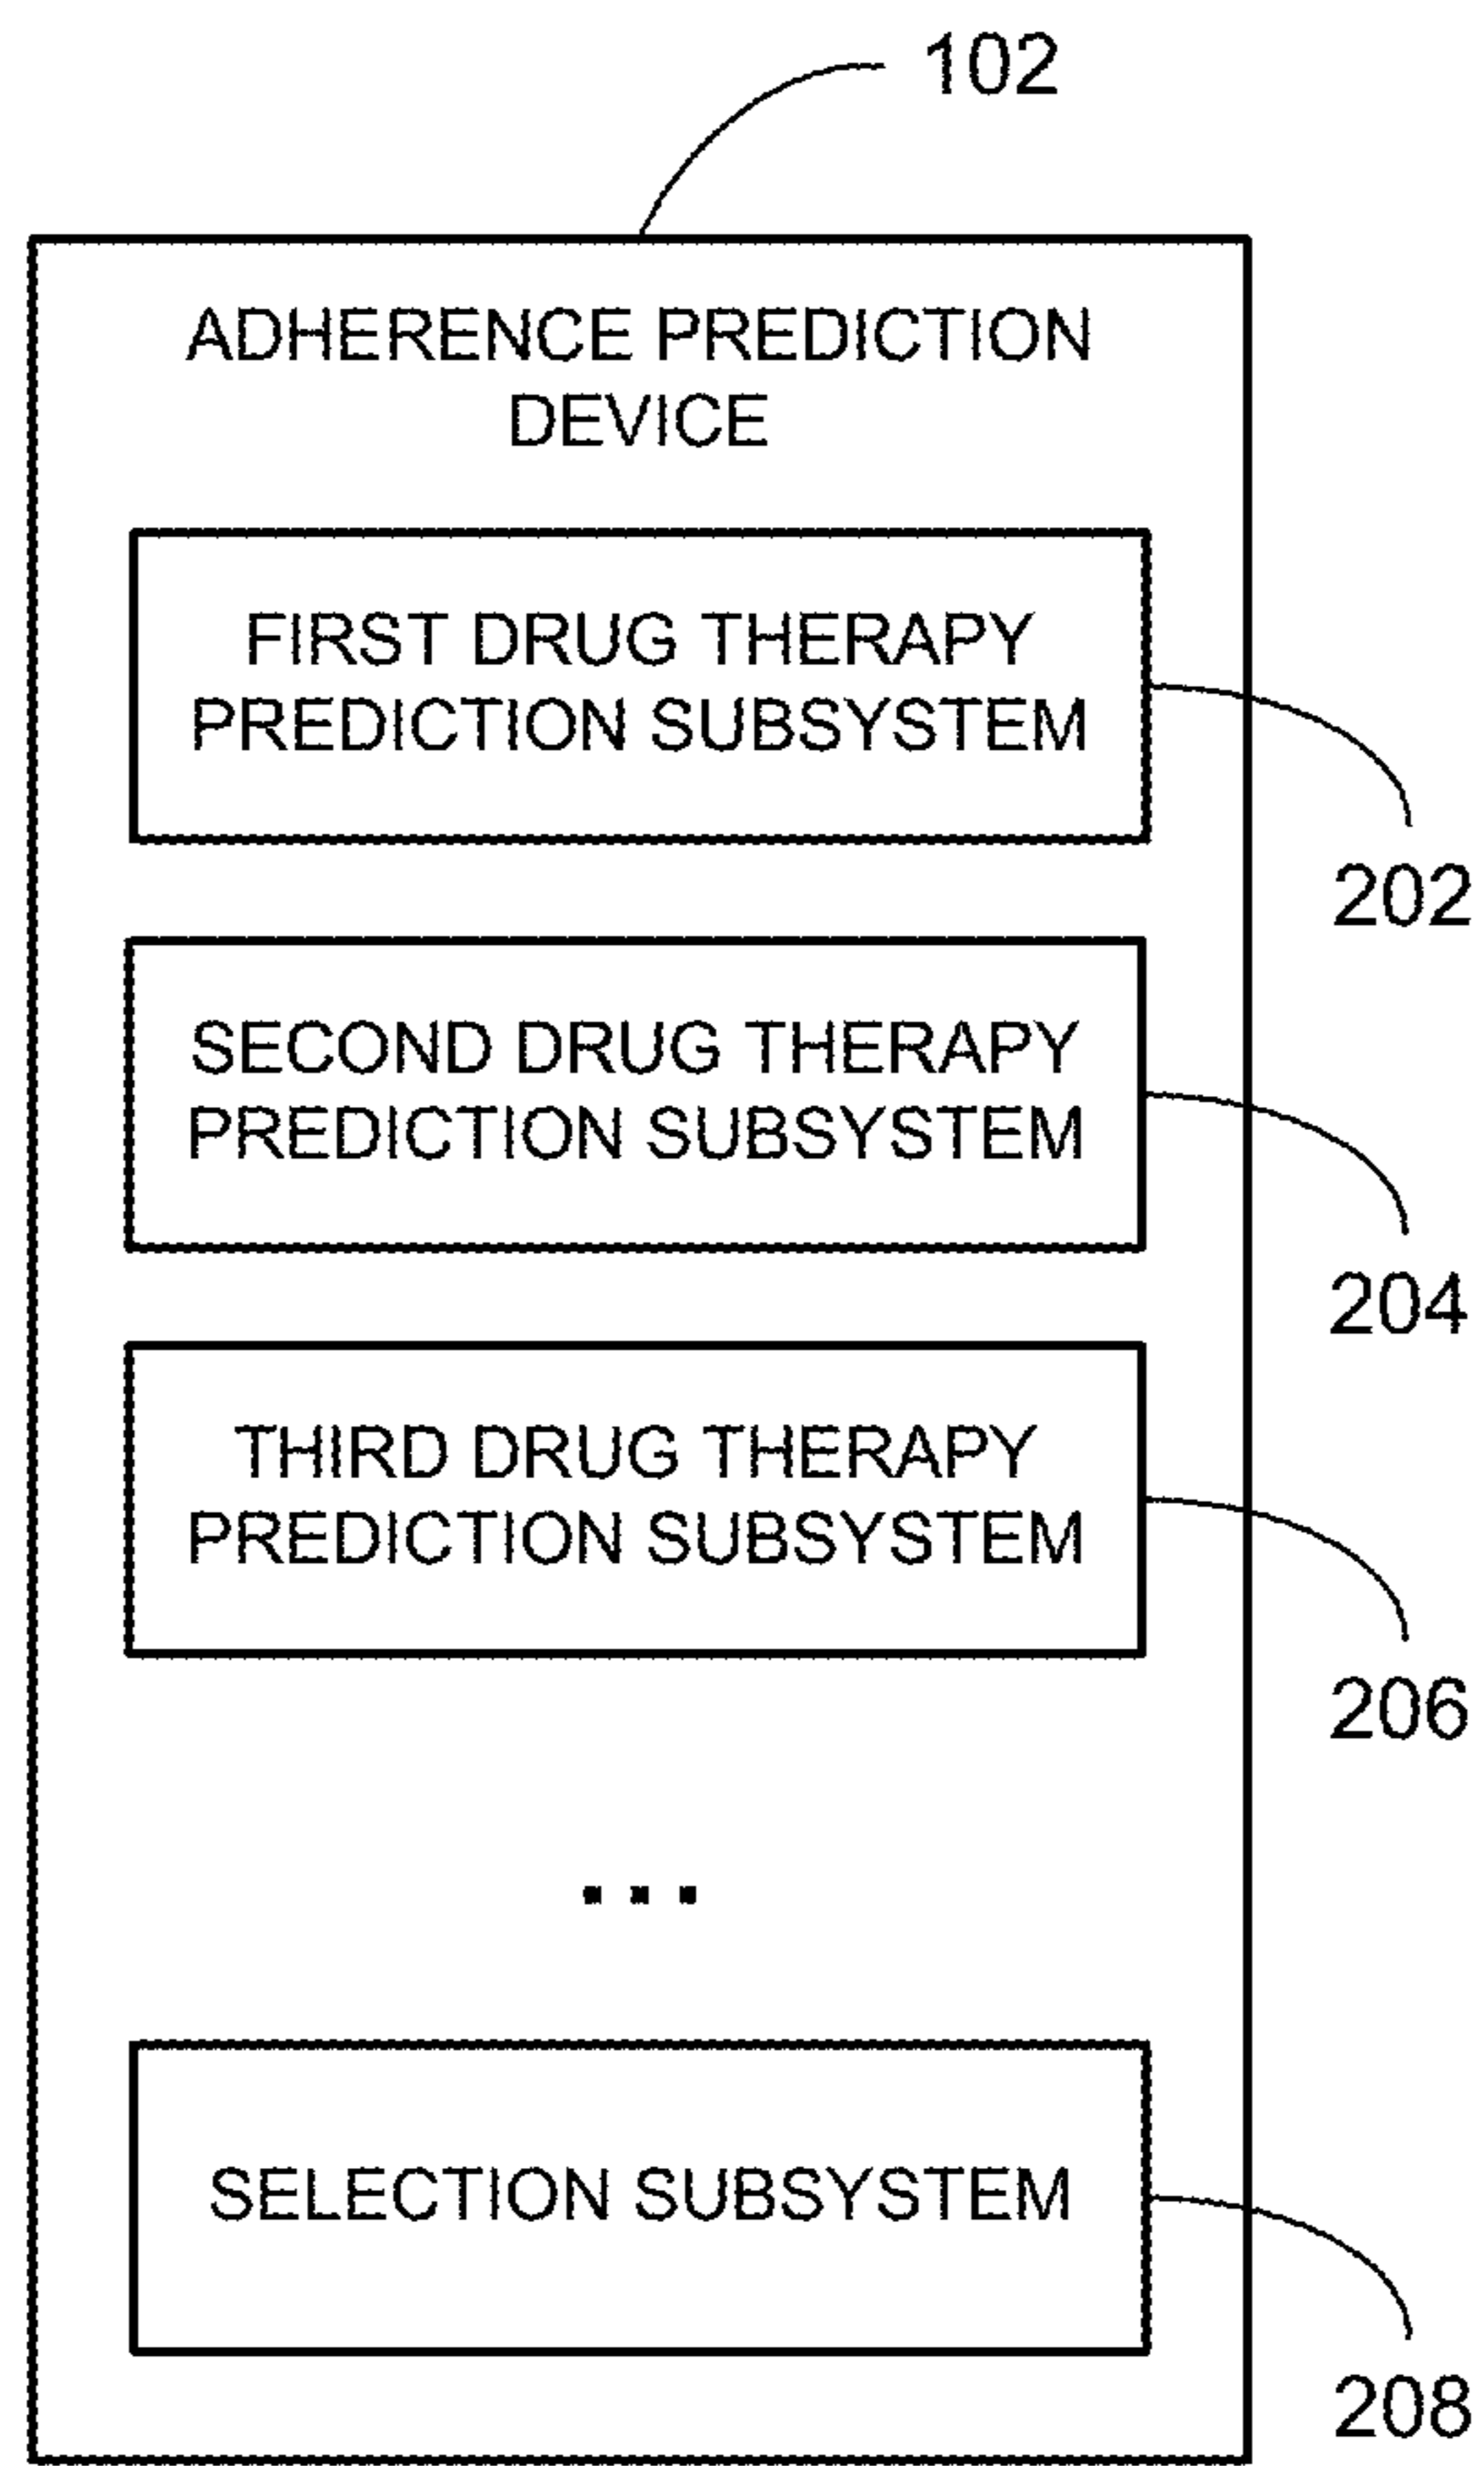 102
ADHERENCE PREDICTION
DEVICE
FIRST DRUG THERAPY
PREDICTION SUBSYSTEM
202
SECOND DRUG THERAPY
PREDICTION SUBSYSTEM
204
THIRD DRUG THERAPY
PREDICTION SUBSYSTEM
206
...
SELECTION SUBSYSTEM
208